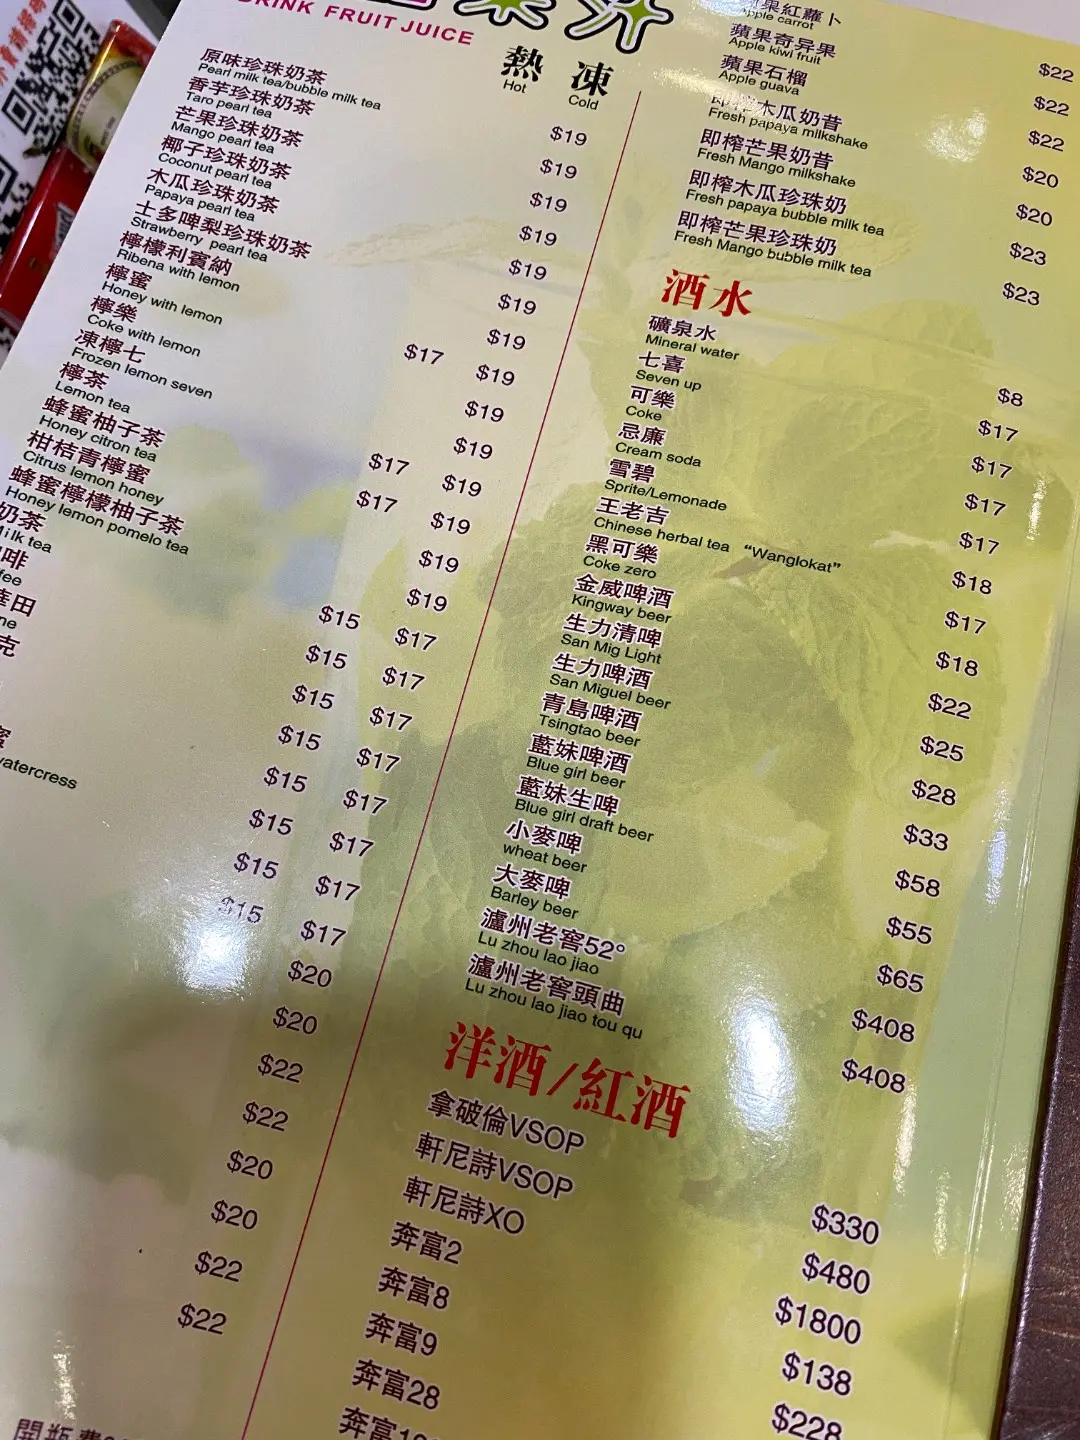 果汁
DRINK FRUIT JUICE
熱 凍
Hot Cold
原味珍珠奶茶
Pearl milk tea/bubble milk tea
$19
香芋珍珠奶茶
Taro pearl tea
$19
芒果珍珠奶茶
Mango pearl tea
$19
椰子珍珠奶茶
Coconut pearl tea
$19
木瓜珍珠奶茶
Papaya pearl tea
$19
士多啤梨珍珠奶茶
Strawberry pearl tea
$19
檸檬利賓納
Ribena with lemon
$19
檸蜜
Honey with lemon
$17 $19
檸樂
Coke with lemon
$19
凍檸七
Frozen lemon seven
$19
檸茶
Lemon tea
$17 $19
蜂蜜柚子茶
Honey citron tea
$17 $19
柑桔青檸蜜
Citrus lemon honey
$19
蜂蜜檸檬柚子茶
Honey lemon pomelo tea
$19
奶茶
Milk tea
$15 $17
啡
fee
$15 $17
華田
ne
$15 $17
克
$15 $17
$15 $17
蜜
watercress
$15 $17
$15 $17
$15 $17
$20
$20
$22
$22
$20
$20
$22
$22
開瓶費
果紅蘿卜
Apple carrot
$22
蘋果奇异果
Apple kiwi fruit
$22
蘋果石榴
Apple guava
$22
即榨木瓜奶昔
Fresh papaya milkshake
$20
即榨芒果奶昔
Fresh Mango milkshake
$20
即榨木瓜珍珠奶
Fresh papaya bubble milk tea
$23
即榨芒果珍珠奶
Fresh Mango bubble milk tea
$23
酒水
礦泉水
Mineral water
$8
七喜
Seven up
$17
可樂
Coke
$17
忌廉
Cream soda
$17
雪碧
Sprite/Lemonade
$17
王老吉
Chinese herbal tea “Wanglokat”
$18
黑可樂
Coke zero
$17
金威啤酒
Kingway beer
$18
生力清啤
San Mig Light
$22
生力啤酒
San Miguel beer
$25
青島啤酒
Tsingtao beer
$28
藍妹啤酒
Blue girl beer
$33
藍妹生啤
Blue girl draft beer
$58
小麥啤
wheat beer
$55
大麥啤
Barley beer
$65
瀘州老窖52°
Lu zhou lao jiao
$408
瀘州老窖頭曲
Lu zhou lao jiao tou qu
$408
洋酒/紅酒
拿破倫VSOP
$330
軒尼詩VSOP
$480
軒尼詩XO
$1800
奔富2
$138
奔富8
$228
奔富9
奔富28
奔富